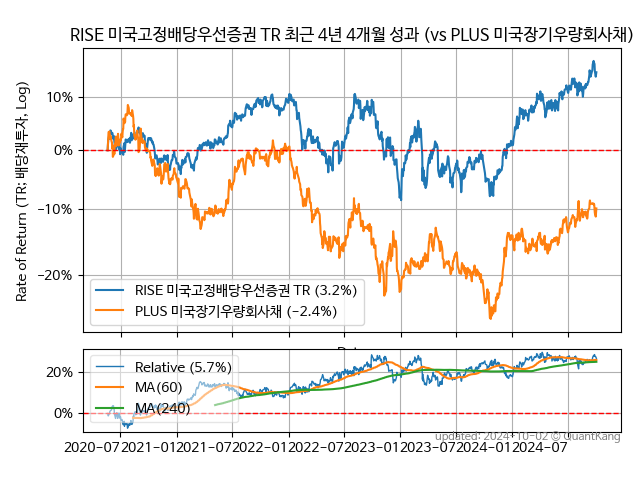 RISE 미국고정배당우선증권 TR 최근 4년 4개월 성과 (vs PLUS 미국장기우량회사채)
Rate of Return (TR: 배당재투자, Log)
10%
0%
−10%
−20%
RISE 미국고정배당우선증권 TR (3.2%)
PLUS 미국장기우량회사채 (−2.4%)
20%
0%
Relative (5.7%)
MA(60)
MA(240)
2020-07 2021-01 2021-07 2022-01 2022-07 2023-01 2023-07 2024-01 2024-07
updated: 2024-10-02 © QuantKang